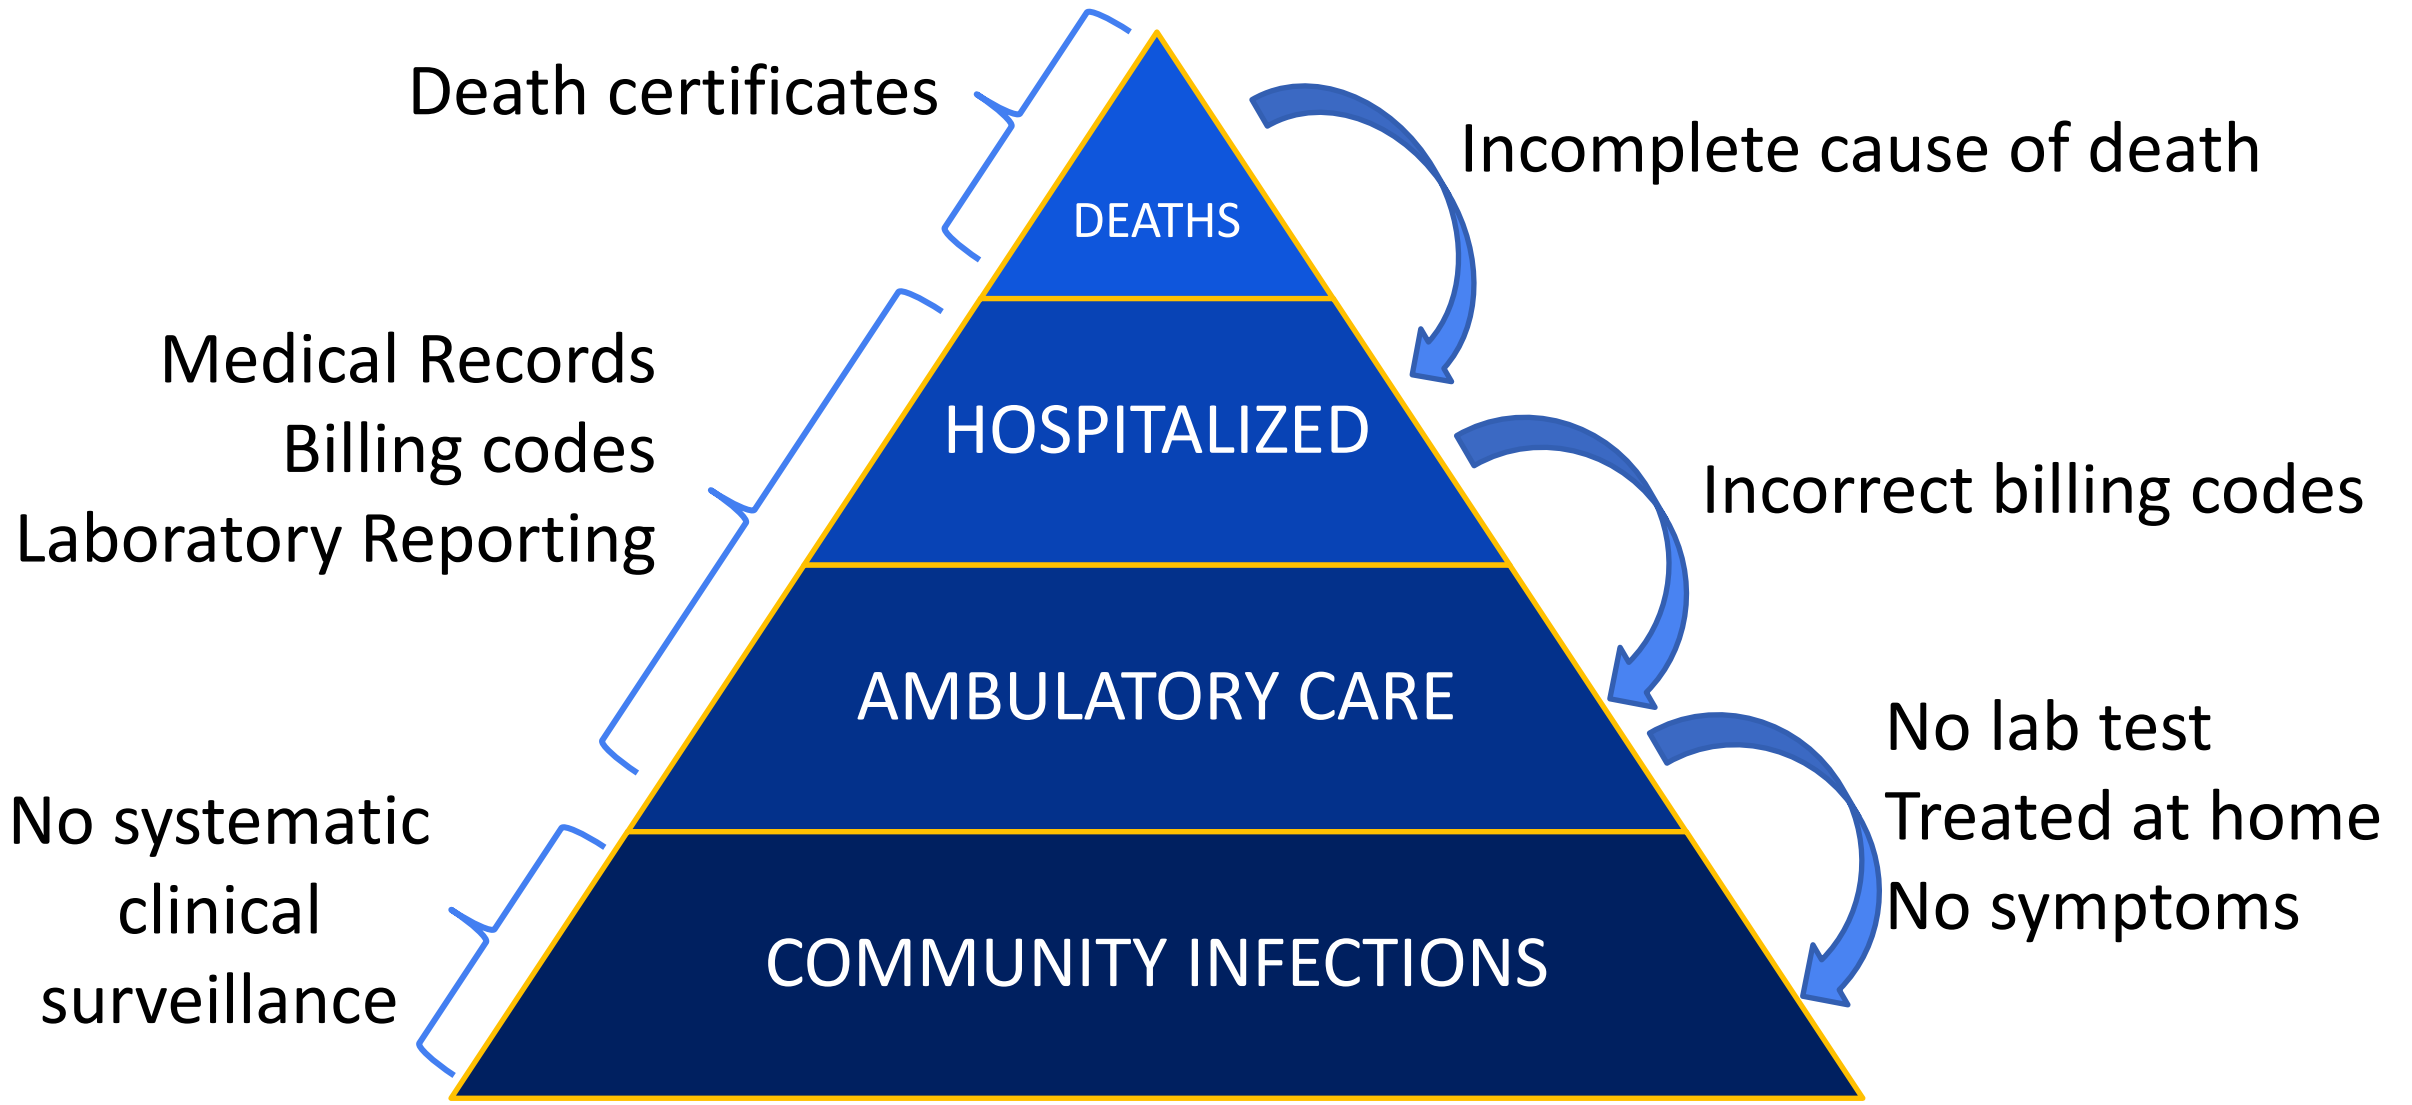 Death certificates
Incomplete cause of death
DEATHS
Medical Records
Billing codes
Laboratory Reporting
HOSPITALIZED
Incorrect billing codes
AMBULATORY CARE
No lab test
Treated at home
No symptoms
No systematic
clinical
surveillance
COMMUNITY INFECTIONS